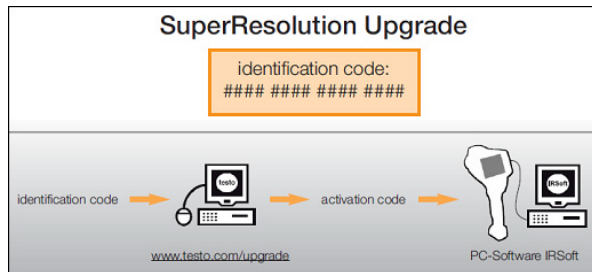 SuperResolution Upgrade
identification code:
#### #### #### ####
identification code
testo
activation code
IRSoft
www.testo.com/upgrade
PC-Software IRSoft